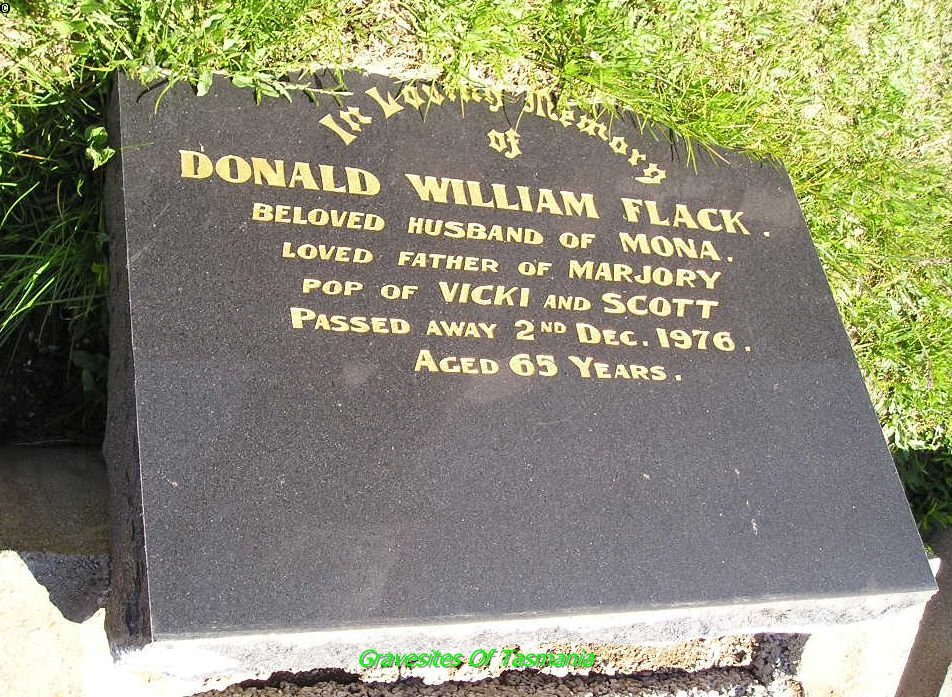 ©
In Loving Memory
of
DONALD WILLIAM FLACK.
BELOVED HUSBAND OF MONA.
LOVED FATHER OF MARJORY
POP OF VICKI AND SCOTT
PASSED AWAY 2ND DEC. 1976.
AGED 65 YEARS.
Gravesites Of Tasmania